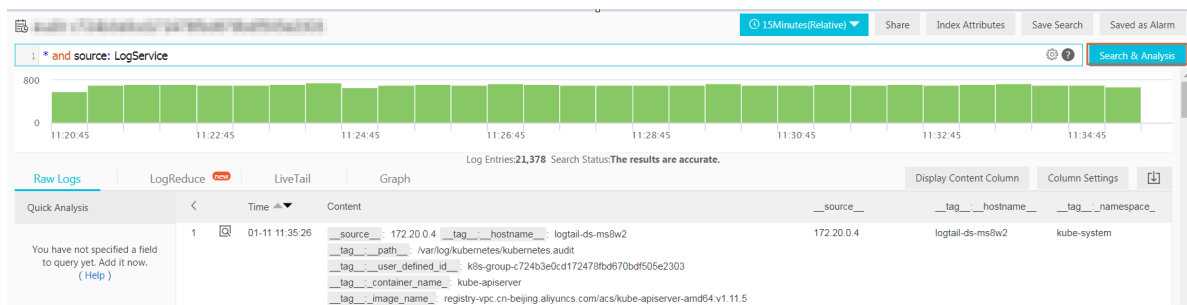 15Minutes(Relative) Share Index Attributes Save Search Saved as Alarm
1 * and source: LogService ? Search & Analysis
800
0
11:20:45 11:22:45 11:24:45 11:26:45 11:28:45 11:30:45 11:32:45 11:34:45
Log Entries:21,378 Search Status:The results are accurate.
Raw Logs LogReduce new LiveTail Graph Display Content Column Column Settings
Quick Analysis < Time Content __source__ __tag__:__hostname__ __tag__:_namespace_
You have not specified a field
to query yet. Add it now.
( Help )
1 01-11 11:35:26 __source__: 172.20.0.4 __tag__:__hostname__: logtail-ds-ms8w2 172.20.0.4 logtail-ds-ms8w2 kube-system
__tag__:__path__: /var/log/kubernetes/kubernetes.audit
__tag__:__user_defined_id__: k8s-group-c724b3e0cd172478fbd670bdf505e2303
__tag__:_container_name_: kube-apiserver
__tag__:_image_name_: registry-vpc.cn-beijing.aliyuncs.com/acs/kube-apiserver-amd64:v1.11.5